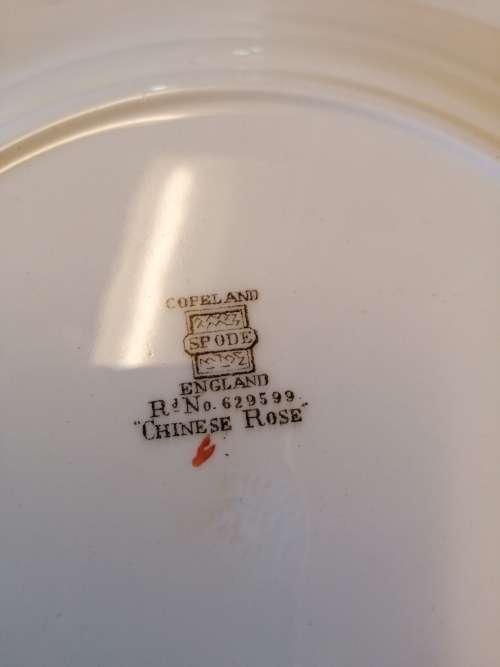 COPELAND
SPODE
ENGLAND
Rd No. 629599.
"CHINESE ROSE"